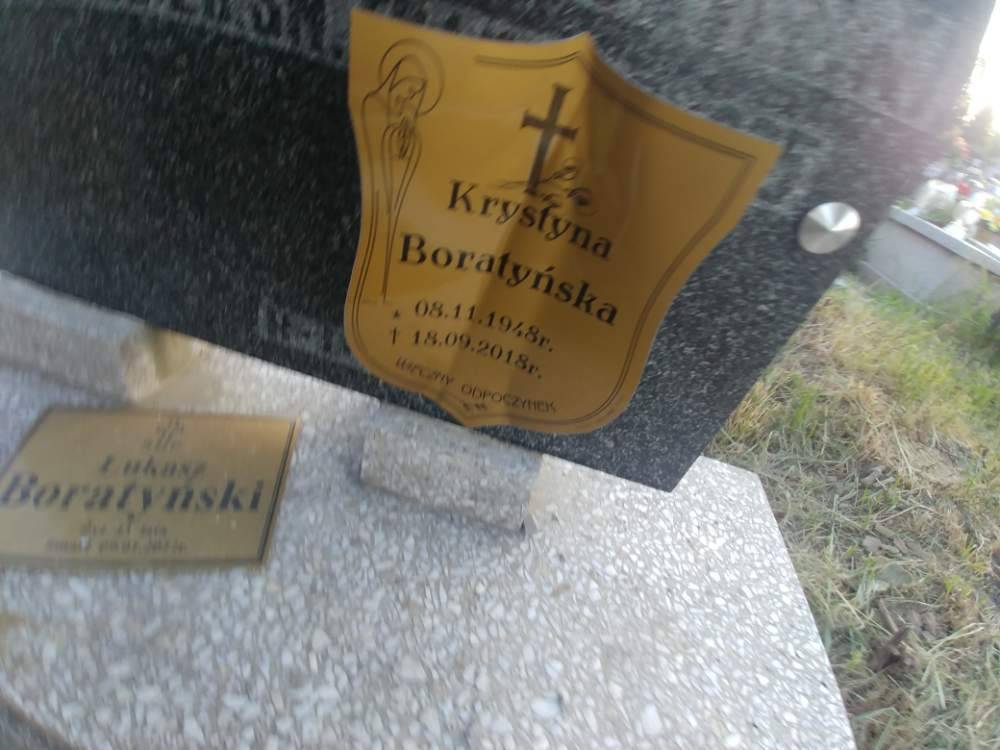 Krystyna
Boratyńska
* 08.11.1948r.
† 18.09.2018r.
WIECZNY ODPOCZYNEK
Łukasz
Boratyński